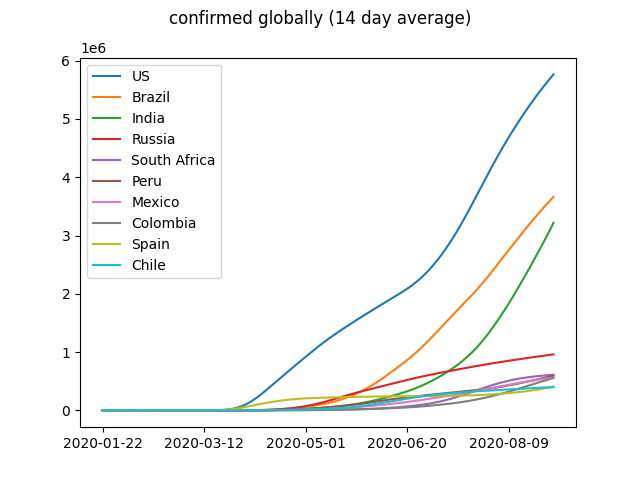 confirmed globally (14 day average)
1e6
6
5
4
3
2
1
0
US
Brazil
India
Russia
South Africa
Peru
Mexico
Colombia
Spain
Chile
2020-01-22 2020-03-12 2020-05-01 2020-06-20 2020-08-09